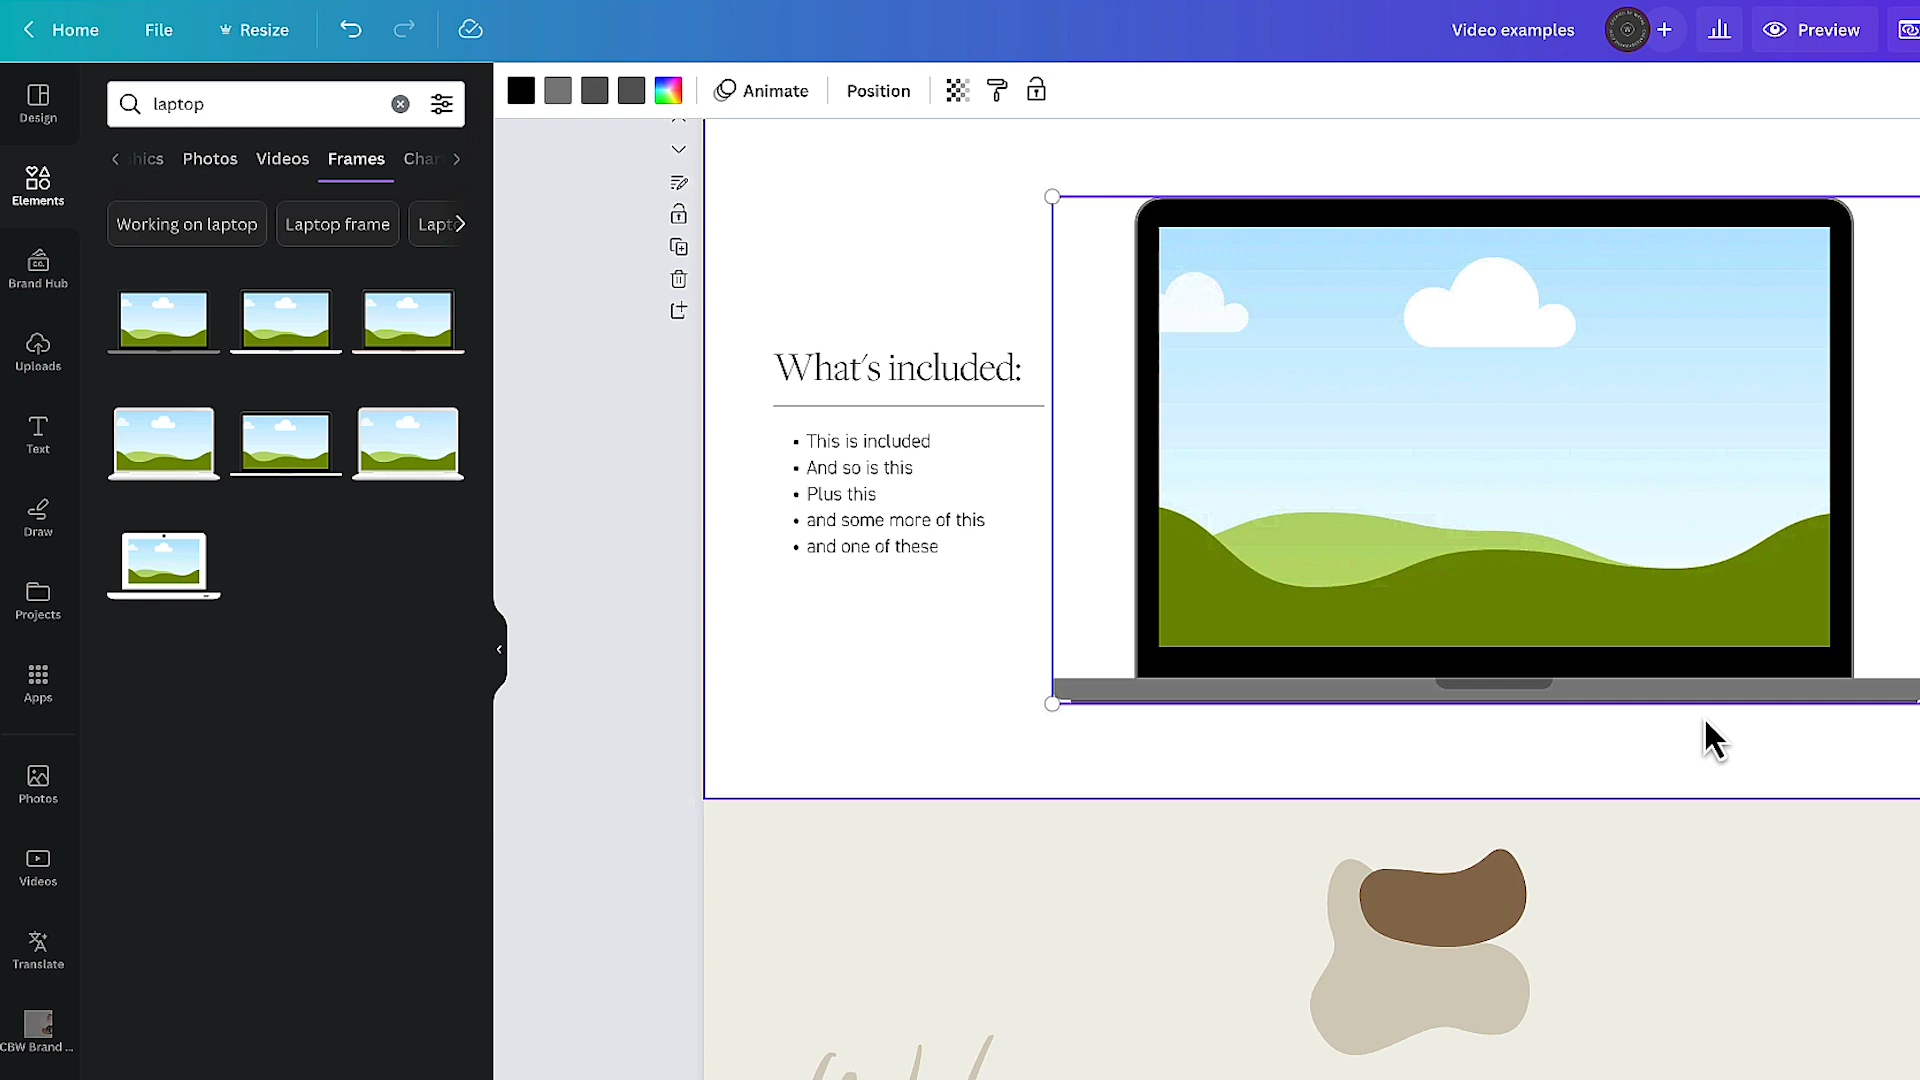 Home
File
Resize
Video examples
Preview
Design
Elements
Brand Hub
Uploads
Text
Draw
Projects
Apps
Photos
Videos
Translate
CBW Brand ...
laptop
Photos
Videos
Frames
Working on laptop
Laptop frame
Animate
Position
What's included:
• This is included
• And so is this
• Plus this
• and some more of this
• and one of these